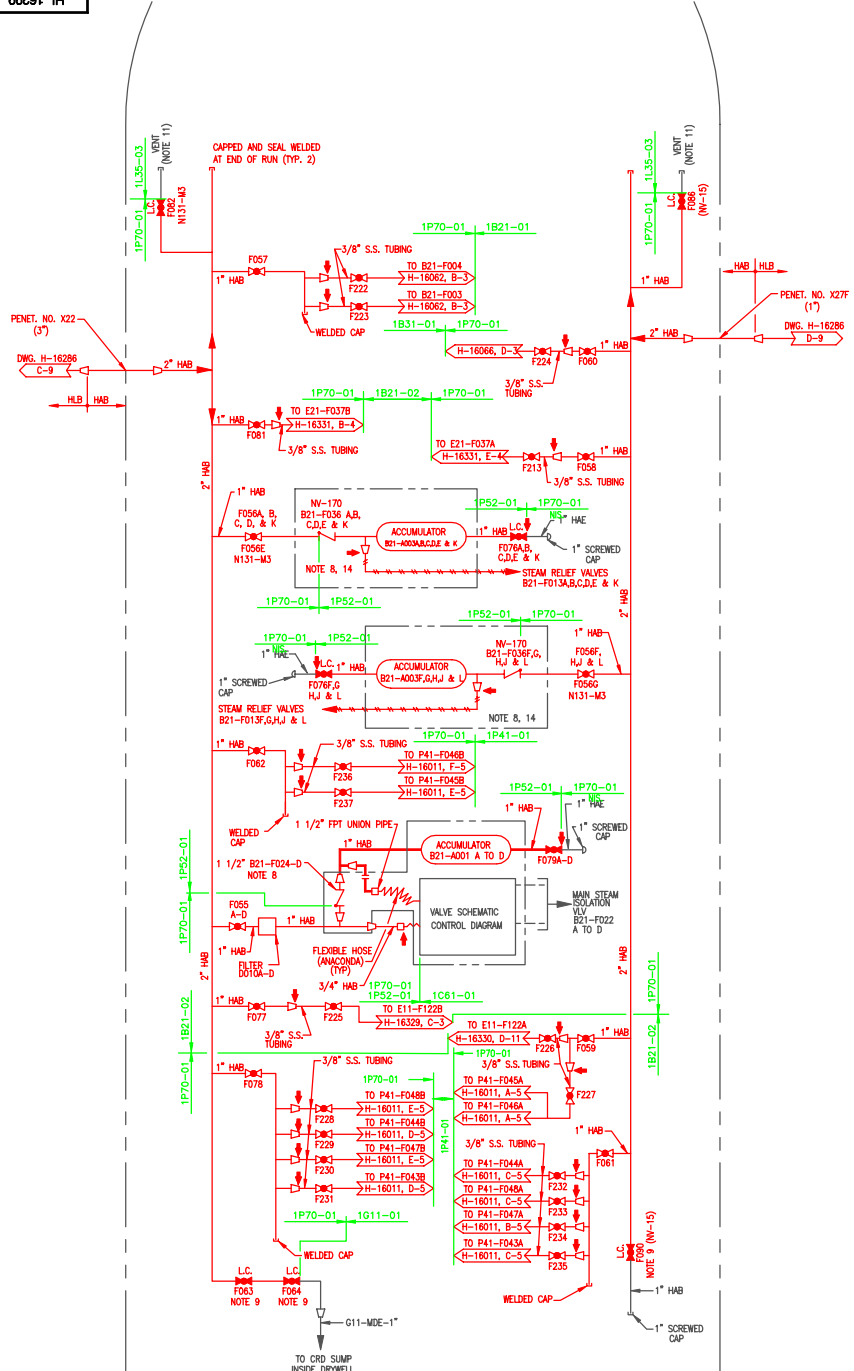 HL-16299
VENT
(NOTE 11)
1L35-03
1P70-01
L.C.
F082
N131-M3
CAPPED AND SEAL WELDED
AT END OF RUN (TYP. 2)
VENT
(NOTE 11)
1L35-03
1P70-01
L.C.
F086
(NV-15)
1P70-01
1B21-01
F057
1" HAB
3/8" S.S. TUBING
F222
F223
TO B21-F004
H-16062, B-3
TO B21-F003
H-16062, B-3
WELDED CAP
1" HAB
HAB
HLB
PENET. NO. X27F
(1")
PENET. NO. X22
(3")
DWG. H-16286
C-9
2" HAB
HLB
HAB
1B31-01
1P70-01
H-16066, D-3
F224
F060
1" HAB
3/8" S.S.
TUBING
2" HAB
DWG. H-16286
D-9
1P70-01
1B21-02
1P70-01
1" HAB
F081
TO E21-F037B
H-16331, B-4
3/8" S.S. TUBING
TO E21-F037A
H-16331, E-4
F213
F058
1" HAB
3/8" S.S. TUBING
2" HAB
1" HAB
F056A, B,
C, D, & K
F056E
N131-M3
NV-170
B21-F036 A,B,
C,D,E & K
ACCUMULATOR
B21-A003A,B,C,D,E & K
NOTE 8, 14
1" HAB
1P52-01
1P70-01
NIS
L.C.
1" HAE
F076A,B,
C,D,E & K
1" SCREWED
CAP
STEAM RELIEF VALVES
B21-F013A,B,C,D,E & K
1P70-01
1P52-01
2" HAB
1P52-01
1P70-01
1P70-01
1P52-01
NIS
1" HAE
L.C.
1" HAB
F076F,G
H,J & L
1" SCREWED
CAP
ACCUMULATOR
B21-A003F,G,H,J & L
NV-170
B21-F036F,G,
H,J & L
F056F,
H,J & L
F056G
N131-M3
1" HAB
STEAM RELIEF VALVES
B21-F013F,G,H,J & L
NOTE 8, 14
1P70-01
1P41-01
1" HAB
F062
3/8" S.S. TUBING
F236
F237
TO P41-F046B
H-16011, F-5
TO P41-F045B
H-16011, E-5
WELDED
CAP
1P52-01
1P70-01
NIS
1" HAE
1" HAB
1" SCREWED
CAP
F079A-D
1 1/2" FPT UNION PIPE
1" HAB
ACCUMULATOR
B21-A001 A TO D
1 1/2" B21-F024-D
NOTE 8
1P52-01
1P70-01
F055
A-D
1" HAB
FILTER
D010A-D
1" HAB
VALVE SCHEMATIC
CONTROL DIAGRAM
MAIN STEAM
ISOLATION
VLV
B21-F022
A TO D
FLEXIBLE HOSE
(ANACONDA)
(TYP)
3/4" HAB
2" HAB
2" HAB
1P70-01
1P52-01
1C61-01
1P70-01
1B21-02
1" HAB
F077
F225
3/8" S.S.
TUBING
TO E11-F122B
H-16329, C-3
TO E11-F122A
H-16330, D-11
F226
F059
1" HAB
3/8" S.S. TUBING
F227
1B21-02
1P70-01
1" HAB
F078
3/8" S.S. TUBING
1P70-01
1P70-01
1P41-01
F228
F229
F230
F231
TO P41-F048B
H-16011, E-5
TO P41-F044B
H-16011, D-5
TO P41-F047B
H-16011, E-5
TO P41-F043B
H-16011, D-5
TO P41-F045A
H-16011, A-5
TO P41-F046A
H-16011, A-5
3/8" S.S. TUBING
1" HAB
F061
TO P41-F044A
H-16011, C-5
F232
TO P41-F048A
H-16011, C-5
F233
TO P41-F047A
H-16011, B-5
F234
TO P41-F043A
H-16011, C-5
F235
WELDED CAP
1P70-01
1G11-01
WELDED CAP
L.C.
F063
NOTE 9
L.C.
F064
NOTE 9
G11-MDE-1"
TO CRD SUMP
INSIDE DRYWELL
L.C.
F090
NOTE 9 (NV-15)
1" HAB
1" SCREWED
CAP